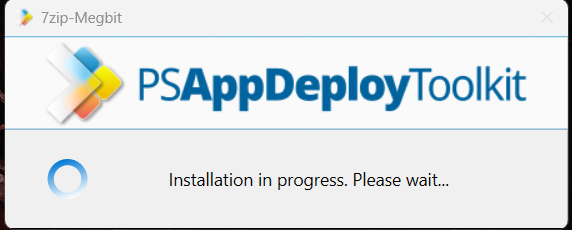 7zip-Megbit
PSAppDeployToolkit
Installation in progress. Please wait...